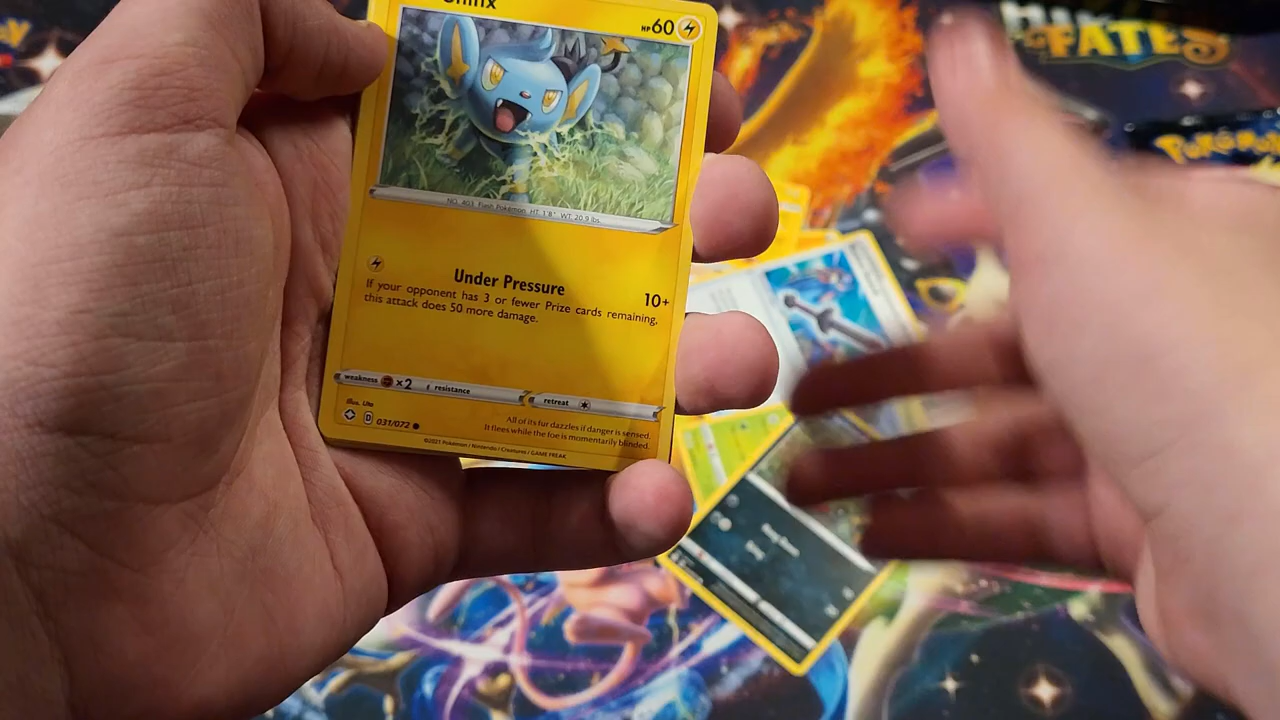 Shinx
HP60
NO. 403 Flash Pokémon HT: 1'8" WT: 20.9 lbs.
Under Pressure
10+
If your opponent has 3 or fewer Prize cards remaining,
this attack does 50 more damage.
weakness ×2 resistance
retreat
Illus. Uta
D 031/072
All of its fur dazzles if danger is sensed.
It flees while the foe is momentarily blinded.
©2021 Pokémon / Nintendo / Creatures / GAME FREAK
FATES
Pokémon